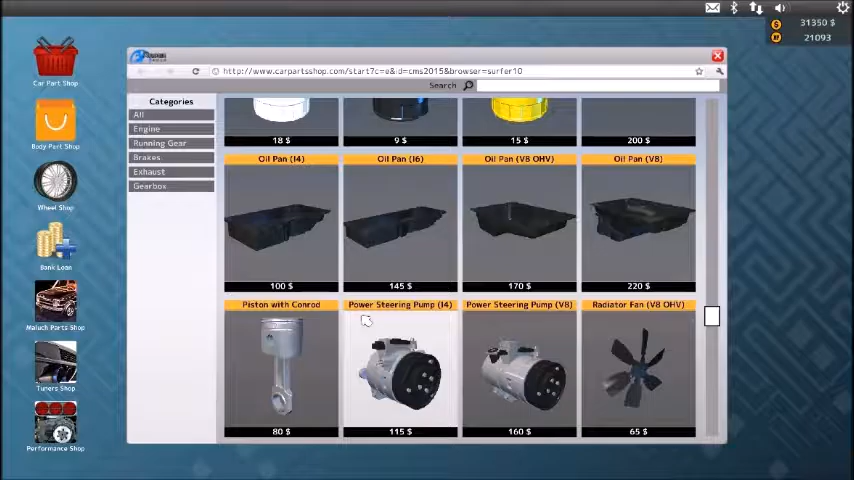 31350 $
21093
http://www.carpartsshop.com/start?c=e&id=cms2015&browser=surfer10
Search
Categories
All
Engine
Running Gear
Brakes
Exhaust
Gearbox
Car Part Shop
Body Part Shop
Wheel Shop
Bank Loan
Maluch Parts Shop
Tuners Shop
Performance Shop
18 $
9 $
15 $
200 $
Oil Pan (I4)
Oil Pan (I6)
Oil Pan (V8 OHV)
Oil Pan (V8)
100 $
145 $
170 $
220 $
Piston with Conrod
Power Steering Pump (I4)
Power Steering Pump (V8)
Radiator Fan (V8 OHV)
80 $
115 $
160 $
65 $